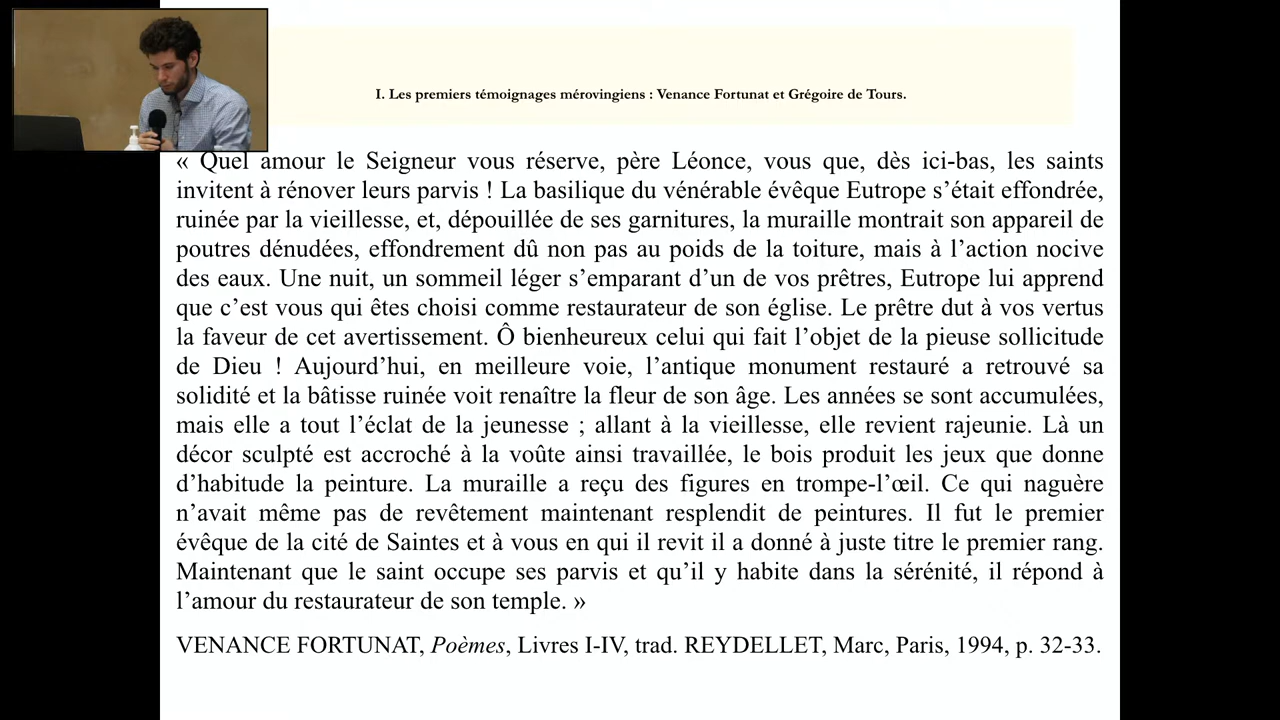 I. Les premiers témoignages mérovingiens : Venance Fortunat et Grégoire de Tours.
« Quel amour le Seigneur vous réserve, père Léonce, vous que, dès ici-bas, les saints
invitent à rénover leurs parvis ! La basilique du vénérable évêque Eutrope s’était effondrée,
ruinée par la vieillesse, et, dépouillée de ses garnitures, la muraille montrait son appareil de
poutres dénudées, effondrement dû non pas au poids de la toiture, mais à l’action nocive
des eaux. Une nuit, un sommeil léger s’emparant d’un de vos prêtres, Eutrope lui apprend
que c’est vous qui êtes choisi comme restaurateur de son église. Le prêtre dut à vos vertus
la faveur de cet avertissement. Ô bienheureux celui qui fait l’objet de la pieuse sollicitude
de Dieu ! Aujourd’hui, en meilleure voie, l’antique monument restauré a retrouvé sa
solidité et la bâtisse ruinée voit renaître la fleur de son âge. Les années se sont accumulées,
mais elle a tout l’éclat de la jeunesse ; allant à la vieillesse, elle revient rajeunie. Là un
décor sculpté est accroché à la voûte ainsi travaillée, le bois produit les jeux que donne
d’habitude la peinture. La muraille a reçu des figures en trompe-l’œil. Ce qui naguère
n’avait même pas de revêtement maintenant resplendit de peintures. Il fut le premier
évêque de la cité de Saintes et à vous en qui il revit il a donné à juste titre le premier rang.
Maintenant que le saint occupe ses parvis et qu’il y habite dans la sérénité, il répond à
l’amour du restaurateur de son temple. »
VENANCE FORTUNAT, Poèmes, Livres I-IV, trad. REYDELLET, Marc, Paris, 1994, p. 32-33.